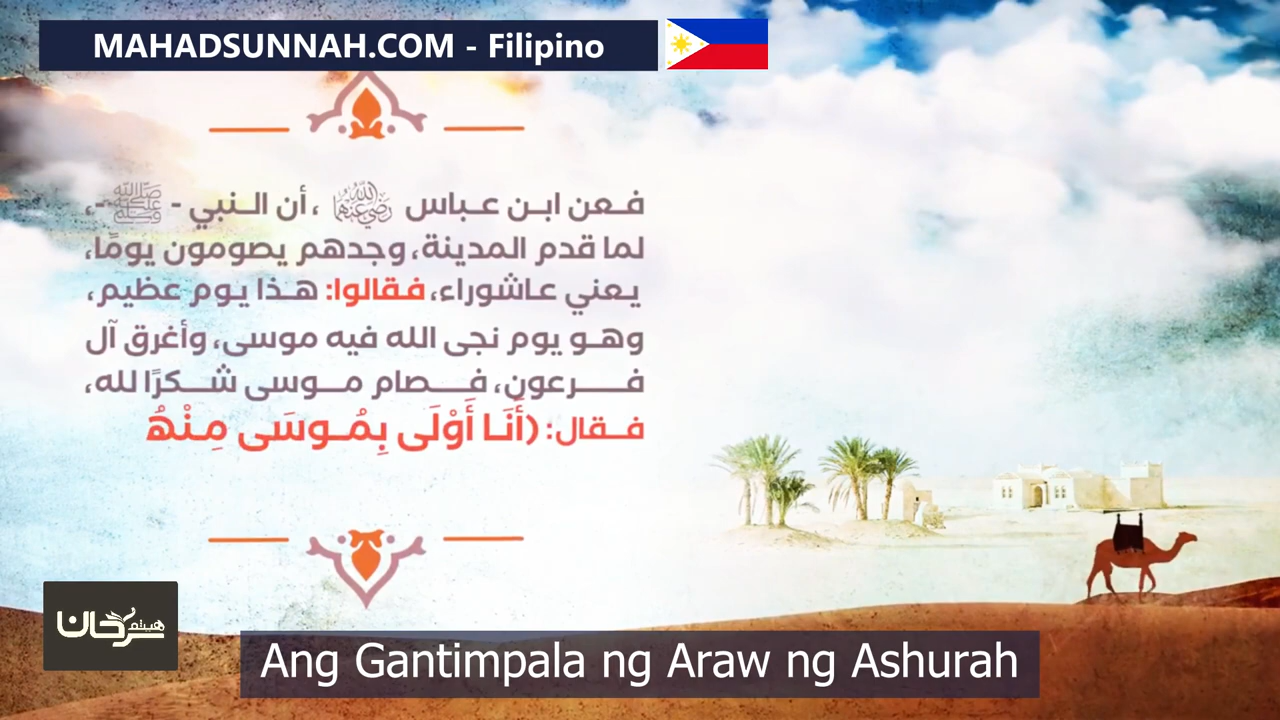 MAHADSUNNAH.COM - Filipino
فعن ابن عباس رضي الله عنهما، أن النبي - صلى الله عليه وسلم -،
لما قدم المدينة، وجدهم يصومون يومًا،
يعني عاشوراء، فقالوا: هذا يوم عظيم،
وهو يوم نجى الله فيه موسى، وأغرق آل
فرعون، فصام موسى شكرًا لله،
فقال: (أَنَا أَوْلَى بِمُوسَى مِنْهُ
هيثم
سرحان
Ang Gantimpala ng Araw ng Ashurah